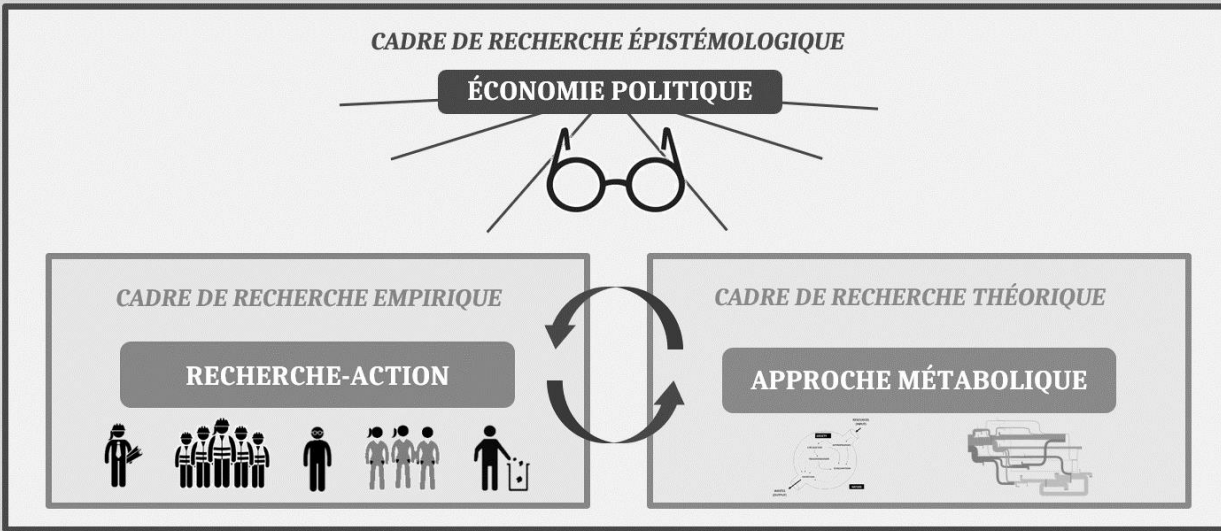 CADRE DE RECHERCHE ÉPISTÉMOLOGIQUE
ÉCONOMIE POLITIQUE
CADRE DE RECHERCHE EMPIRIQUE
RECHERCHE-ACTION
CADRE DE RECHERCHE THÉORIQUE
APPROCHE MÉTABOLIQUE